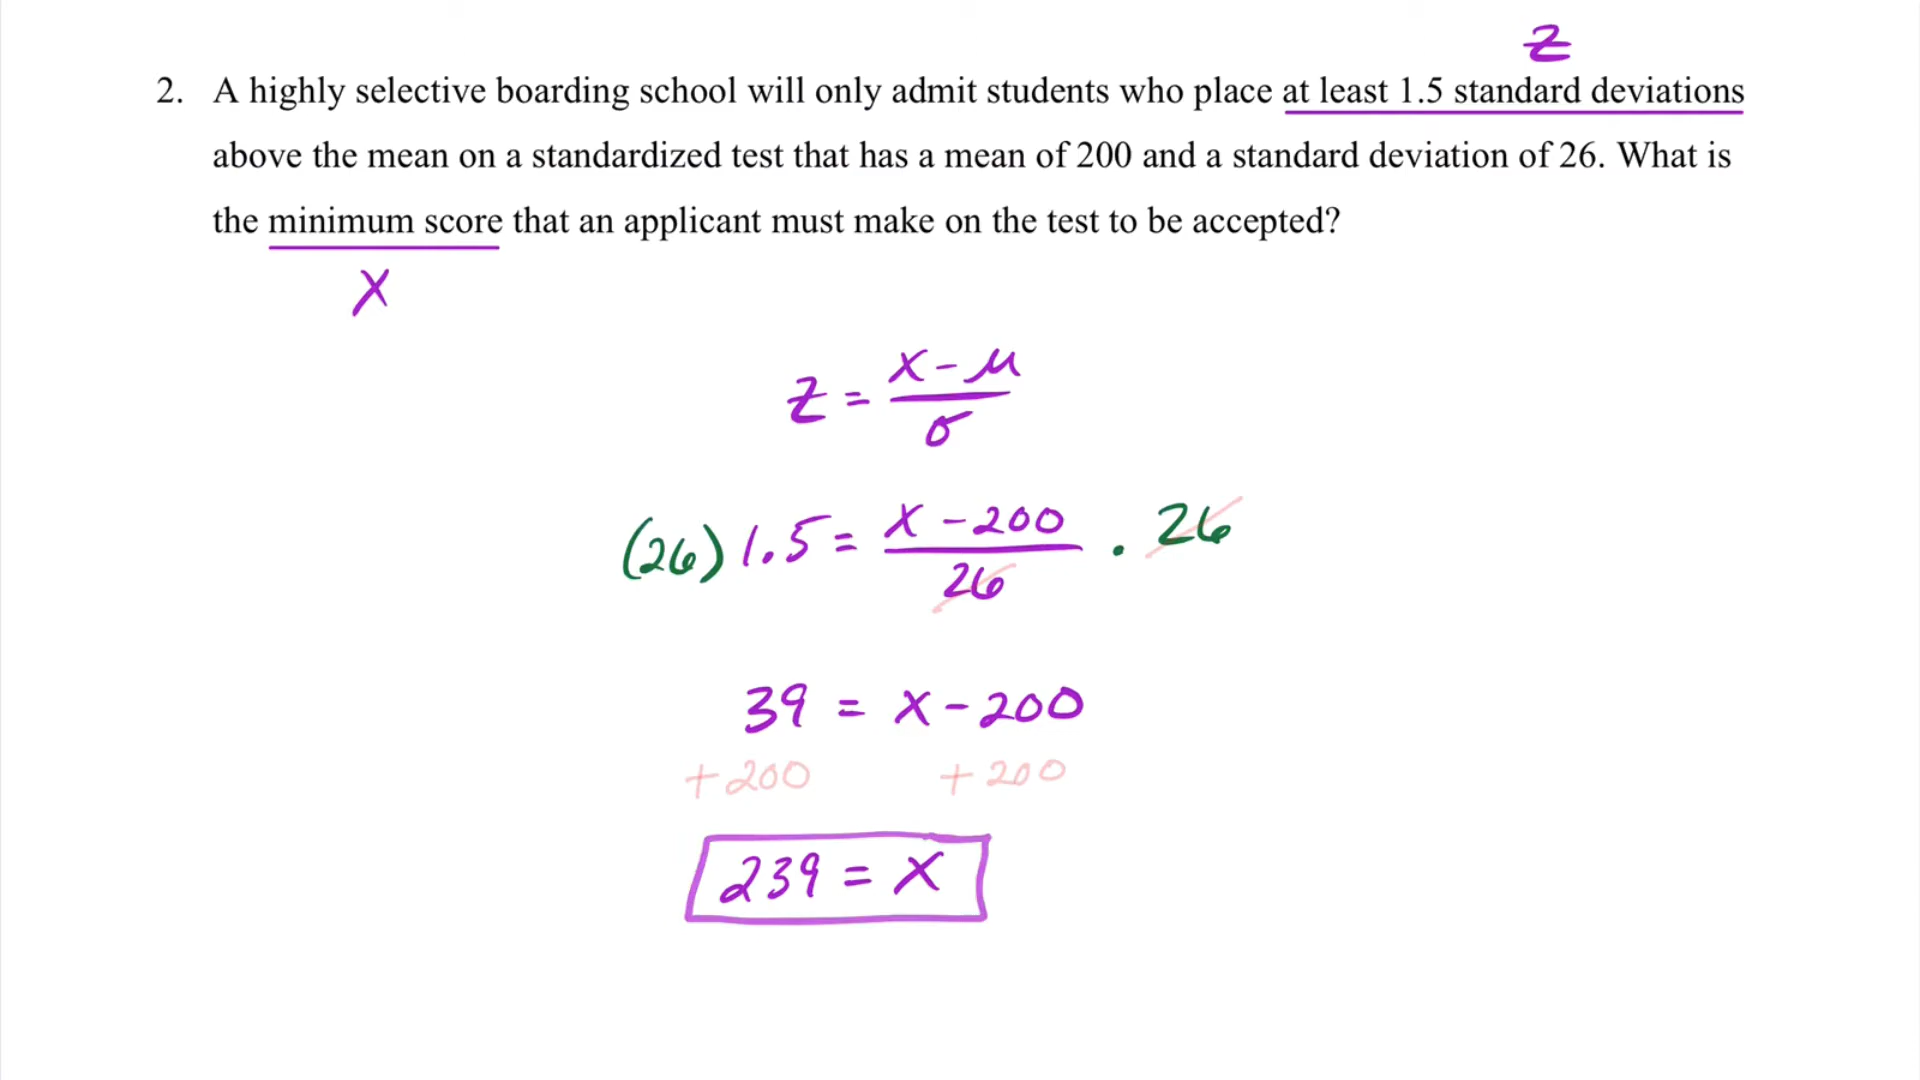 z
2. A highly selective boarding school will only admit students who place at least 1.5 standard deviations
above the mean on a standardized test that has a mean of 200 and a standard deviation of 26. What is
the minimum score that an applicant must make on the test to be accepted?
x
z = x - μ / σ
(26) 1.5 = x - 200 / 26 · 26
39 = x - 200
+200 +200
239 = x